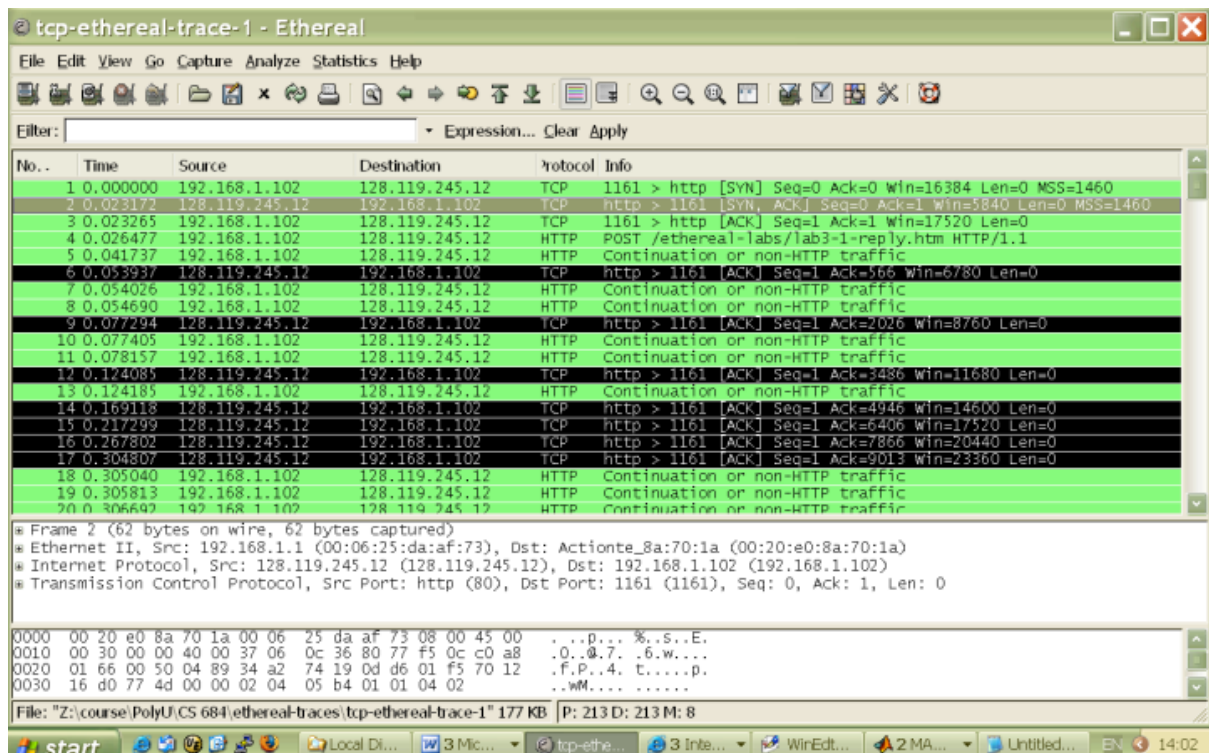 tcp-ethereal-trace-1 - Ethereal
File Edit View Go Capture Analyze Statistics Help
Filter: Expression... Clear Apply
No. . Time Source Destination Protocol Info
1 0.000000 192.168.1.102 128.119.245.12 TCP 1161 > http [SYN] Seq=0 Ack=0 Win=16384 Len=0 MSS=1460
2 0.023172 128.119.245.12 192.168.1.102 TCP http > 1161 [SYN, ACK] Seq=0 Ack=1 Win=5840 Len=0 MSS=1460
3 0.023265 192.168.1.102 128.119.245.12 TCP 1161 > http [ACK] Seq=1 Ack=1 Win=17520 Len=0
4 0.026477 192.168.1.102 128.119.245.12 HTTP POST /ethereal-labs/lab3-1-reply.htm HTTP/1.1
5 0.041737 192.168.1.102 128.119.245.12 HTTP Continuation or non-HTTP traffic
6 0.053937 128.119.245.12 192.168.1.102 TCP http > 1161 [ACK] Seq=1 Ack=566 Win=6780 Len=0
7 0.054026 192.168.1.102 128.119.245.12 HTTP Continuation or non-HTTP traffic
8 0.054690 192.168.1.102 128.119.245.12 HTTP Continuation or non-HTTP traffic
9 0.077294 128.119.245.12 192.168.1.102 TCP http > 1161 [ACK] Seq=1 Ack=2026 Win=8760 Len=0
10 0.077405 192.168.1.102 128.119.245.12 HTTP Continuation or non-HTTP traffic
11 0.078157 192.168.1.102 128.119.245.12 HTTP Continuation or non-HTTP traffic
12 0.124085 128.119.245.12 192.168.1.102 TCP http > 1161 [ACK] Seq=1 Ack=3486 Win=11680 Len=0
13 0.124185 192.168.1.102 128.119.245.12 HTTP Continuation or non-HTTP traffic
14 0.169118 128.119.245.12 192.168.1.102 TCP http > 1161 [ACK] Seq=1 Ack=4946 Win=14600 Len=0
15 0.217299 128.119.245.12 192.168.1.102 TCP http > 1161 [ACK] Seq=1 Ack=6406 Win=17520 Len=0
16 0.267802 128.119.245.12 192.168.1.102 TCP http > 1161 [ACK] Seq=1 Ack=7866 Win=20440 Len=0
17 0.304807 128.119.245.12 192.168.1.102 TCP http > 1161 [ACK] Seq=1 Ack=9013 Win=23360 Len=0
18 0.305040 192.168.1.102 128.119.245.12 HTTP Continuation or non-HTTP traffic
19 0.305813 192.168.1.102 128.119.245.12 HTTP Continuation or non-HTTP traffic
20 0.306692 192.168.1.102 128.119.245.12 HTTP Continuation or non-HTTP traffic
Frame 2 (62 bytes on wire, 62 bytes captured)
Ethernet II, Src: 192.168.1.1 (00:06:25:da:af:73), Dst: Actionte_8a:70:1a (00:20:e0:8a:70:1a)
Internet Protocol, Src: 128.119.245.12 (128.119.245.12), Dst: 192.168.1.102 (192.168.1.102)
Transmission Control Protocol, Src Port: http (80), Dst Port: 1161 (1161), Seq: 0, Ack: 1, Len: 0
0000 00 20 e0 8a 70 1a 00 06 25 da af 73 08 00 45 00 . ..p... %..s..E.
0010 00 30 00 00 40 00 37 06 0c 36 80 77 f5 0c c0 a8 .0..@.7. .6.w....
0020 01 66 00 50 04 89 34 a2 74 19 0d d6 01 f5 70 12 .f.P..4. t.....p.
0030 16 d0 77 4d 00 00 02 04 05 b4 01 01 04 02 ..wM.... ......
File: "Z:\course\PolyU\CS 684\ethereal-traces\tcp-ethereal-trace-1" 177 KB P: 213 D: 213 M: 8
start Local Di... 3 Mic... tcp-ethe... 3 Inte... WinEdt... 2 MA... Untitled... EN 14:02